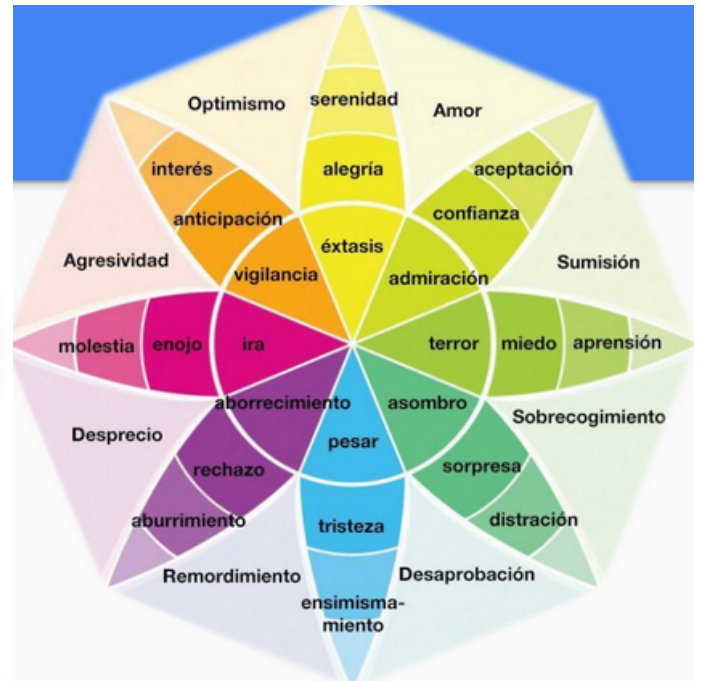 Optimismo
serenidad
Amor
interés
alegría
aceptación
anticipación
confianza
Agresividad
vigilancia
éxtasis
admiración
Sumisión
molestia
enojo
ira
terror
miedo
aprensión
Desprecio
aborrecimiento
asombro
Sobrecogimiento
rechazo
pesar
sorpresa
aburrimiento
tristeza
distración
Remordimiento
Desaprobación
ensimisma-
miento